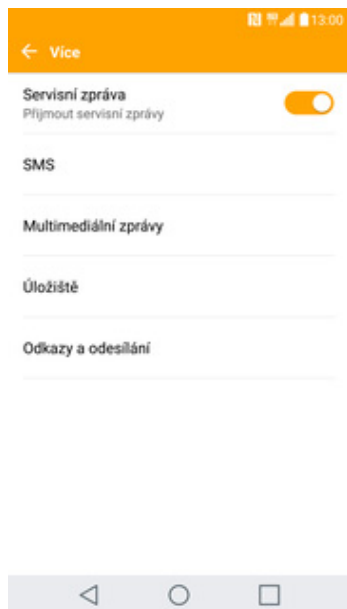 13:00
Více
Servisní zpráva
Přijmout servisní zprávy
SMS
Multimediální zprávy
Úložiště
Odkazy a odesílání